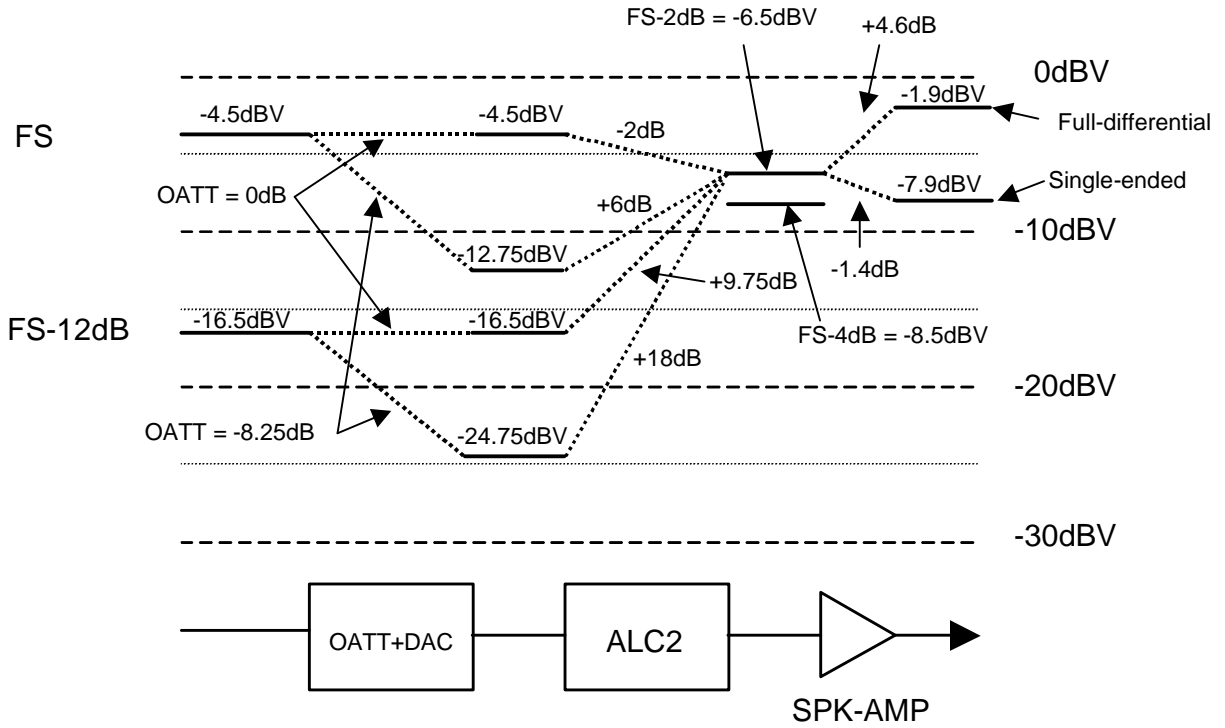 FS-2dB = -6.5dBV
+4.6dB
0dBV
-1.9dBV
-4.5dBV
-4.5dBV
-2dB
Full-differential
FS
OATT = 0dB
Single-ended
-7.9dBV
+6dB
-10dBV
-12.75dBV
-1.4dB
+9.75dB
-16.5dBV
-16.5dBV
FS-12dB
FS-4dB = -8.5dBV
+18dB
-20dBV
OATT = -8.25dB
-24.75dBV
-30dBV
OATT+DAC
ALC2
SPK-AMP